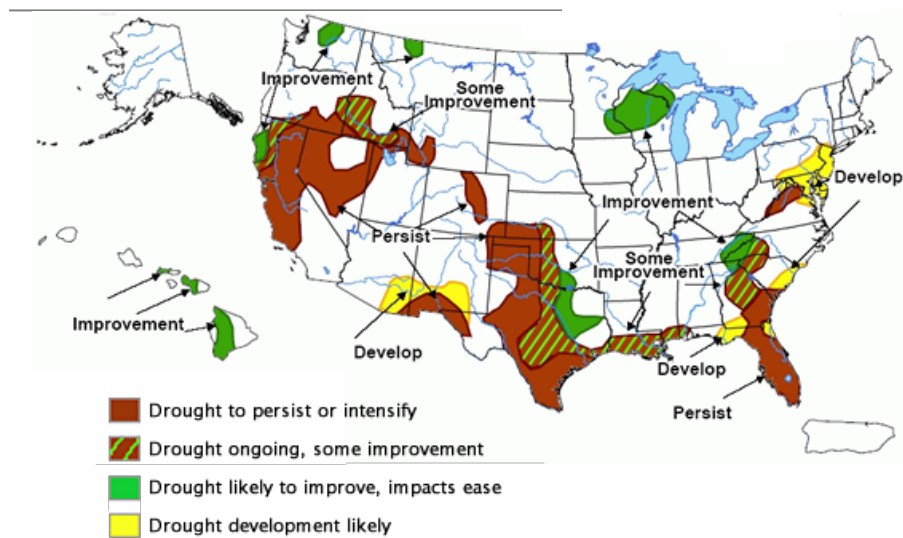 Improvement
Some
Improvement
Develop
Improvement
Persist
Some
Improvement
Improvement
Develop
Develop
Persist
Drought to persist or intensify
Drought ongoing, some improvement
Drought likely to improve, impacts ease
Drought development likely